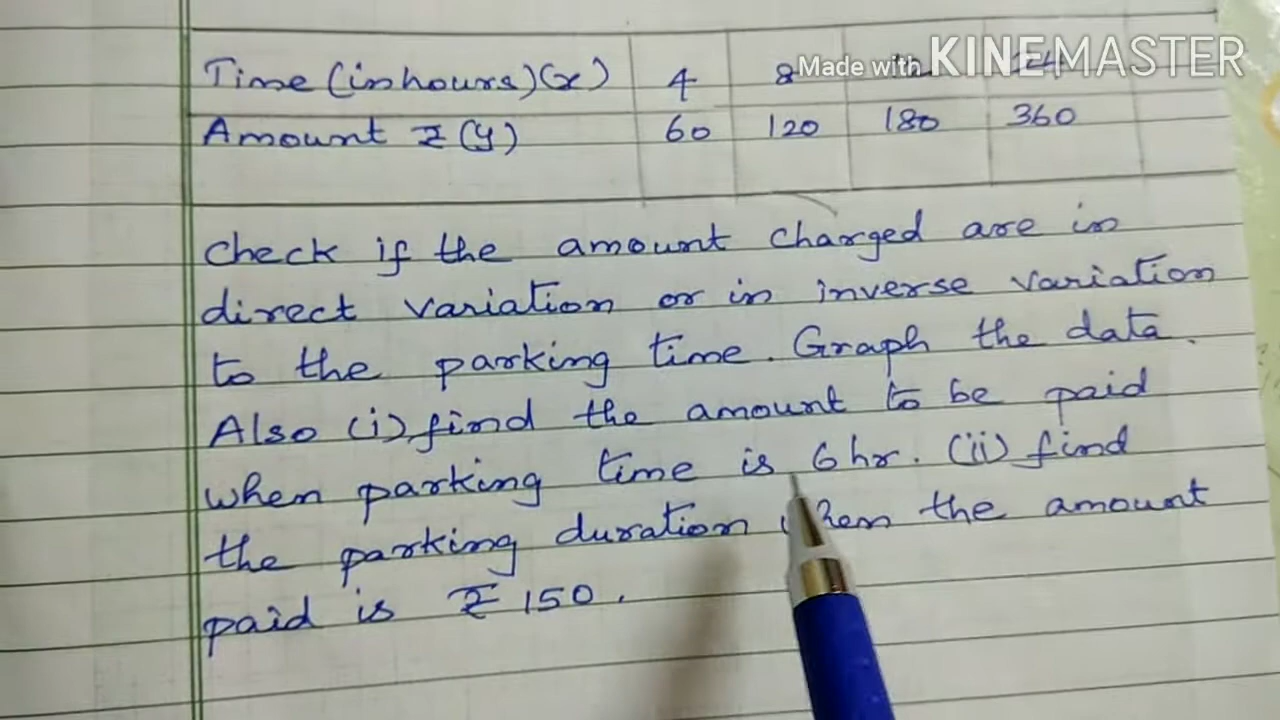 Time (in hours)(x) 4 8
Made with KINEMASTER
Amount ₹ (y) 60 120 180 360
Check if the amount charged are in
direct variation or in inverse variation
to the parking time. Graph the data.
Also (i) find the amount to be paid
when parking time is 6 hr. (ii) find
the parking duration when the amount
paid is ₹ 150.